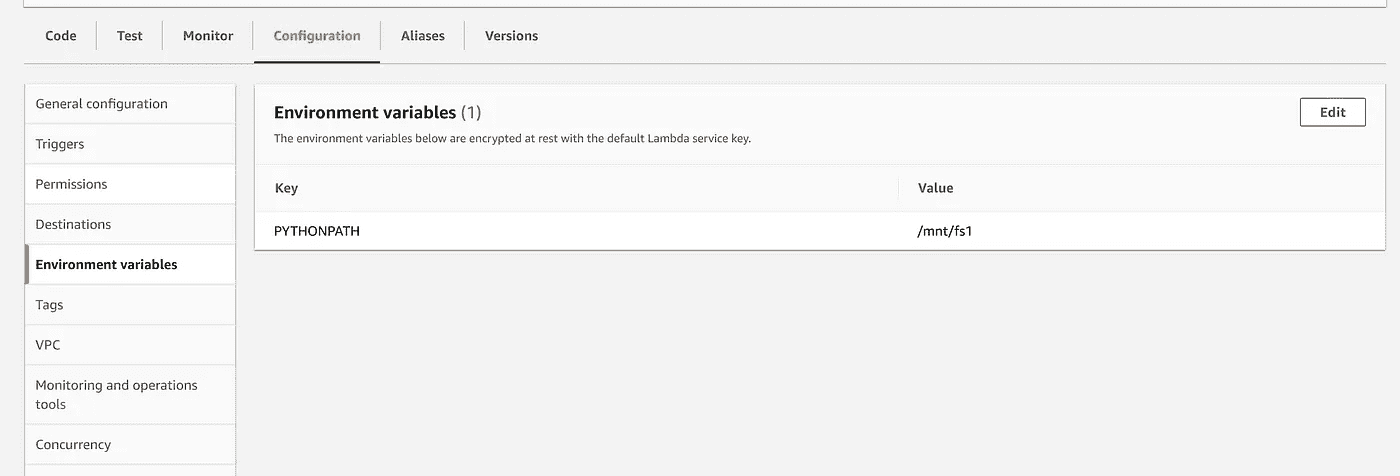 Code Test Monitor Configuration Aliases Versions
General configuration
Triggers
Permissions
Destinations
Environment variables
Tags
VPC
Monitoring and operations
tools
Concurrency
Environment variables (1)
Edit
The environment variables below are encrypted at rest with the default Lambda service key.
Key Value
PYTHONPATH /mnt/fs1